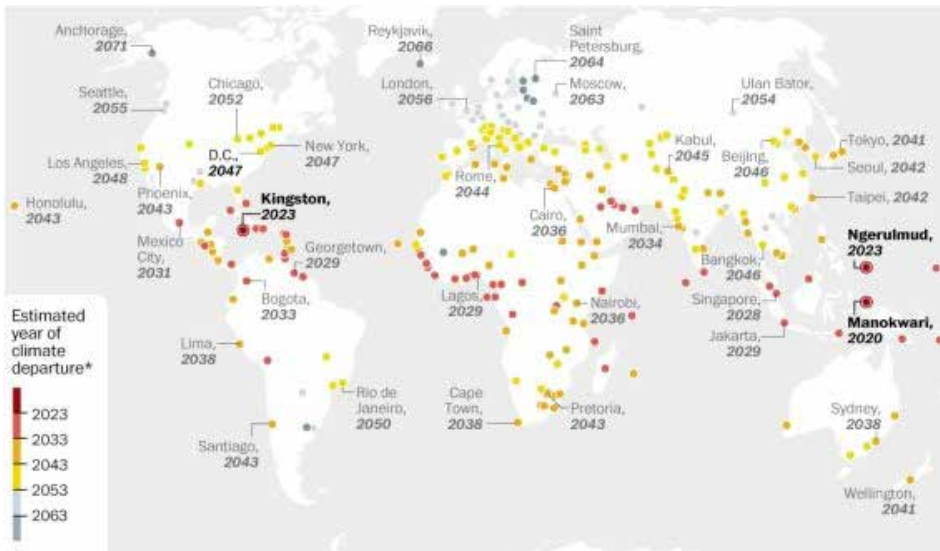 Anchorage,
2071
Reykjavik,
2066
Saint
Petersburg,
2064
Seattle,
2055
Chicago,
2052
London,
2056
Moscow,
2063
Ulan Bator,
2054
Los Angeles,
2048
D.C.,
2047
New York,
2047
Rome,
2044
Kabul,
2045
Beijing,
2046
Tokyo, 2041
Seoul, 2042
Honolulu,
2043
Phoenix,
2043
Kingston,
2023
Cairo,
2036
Mumbai,
2034
Taipei, 2042
Mexico
City,
2031
Georgetown,
2029
Bangkok,
2046
Ngerulmud,
2023
Bogota,
2033
Lagos,
2029
Nairobi,
2036
Singapore,
2028
Jakarta,
2029
Manokwari,
2020
Lima,
2038
Rio de
Janeiro,
2050
Cape
Town,
2038
Pretoria,
2043
Sydney,
2038
Santiago,
2043
Wellington,
2041
Estimated
year of
climate
departure*
2023
2033
2043
2053
2063